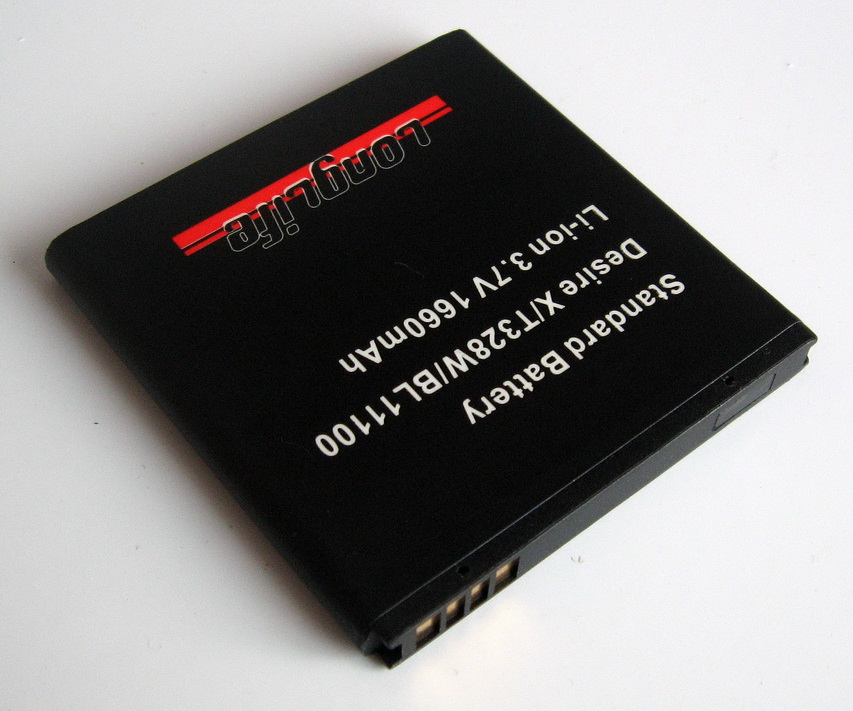 Standard Battery
Desire X/T328W/BL11100
Li-ion 3.7V 1660mAh
LongLife